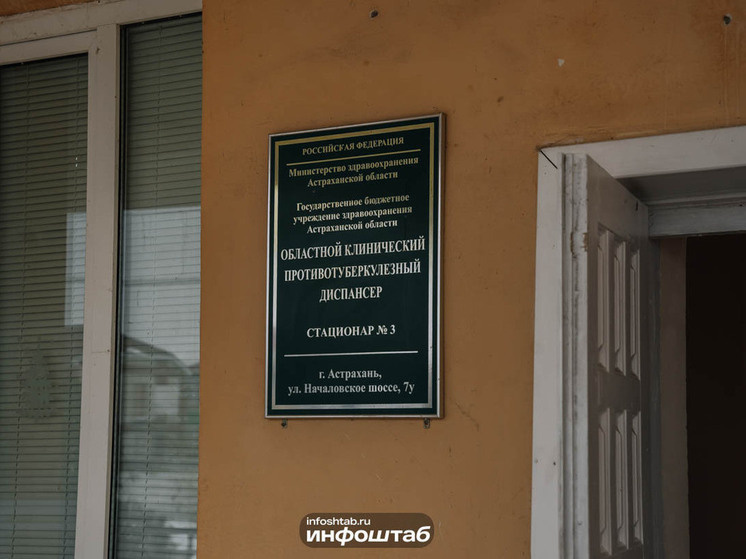 РОССИЙСКАЯ ФЕДЕРАЦИЯ
Министерство здравоохранения
Астраханской области
Государственное бюджетное
учреждение здравоохранения
Астраханской области
ОБЛАСТНОЙ КЛИНИЧЕСКИЙ
ПРОТИВОТУБЕРКУЛЕЗНЫЙ
ДИСПАНСЕР
СТАЦИОНАР № 3
г. Астрахань,
ул. Началовское шоссе, 7у
infoshtab.ru
ИНФОШТАБ